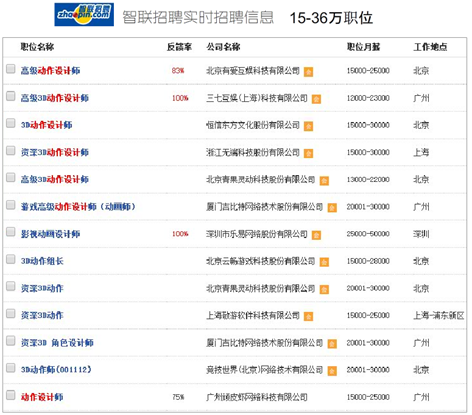 智联招聘 智联招聘实时招聘信息 15-36万职位
zhaopin.com
职位名称 反馈率 公司名称 职位月薪 工作地点
高级动作设计师 83% 北京有爱互娱科技有限公司 15000-25000 北京
高级3D动作设计师 100% 三七互娱(上海)科技有限公司 12000-23000 广州
3D动作设计师 恒信东方文化股份有限公司 15000-30000 北京
资深3D动作设计师 浙江无端科技股份有限公司 15000-30000 上海
高级3D动作设计师 北京青果灵动科技股份有限公司 13000-22000 北京
游戏高级动作设计师（动画师） 厦门吉比特网络技术股份有限公司 20001-30000 广州
影视动画设计师 100% 深圳市乐易网络股份有限公司 25000-50000 深圳
3D动作组长 北京云畅游戏科技股份有限公司 15000-28000 北京
资深3D动作 北京青果灵动科技股份有限公司 20001-30000 北京
资深3D动作 上海敬游软件科技有限公司 15000-25000 上海-浦东新区
资深3D 角色设计师 厦门吉比特网络技术股份有限公司 20001-30000 广州
3D动作师(001112) 竞技世界(北京)网络技术有限公司 20001-30000 北京
动作设计师 75% 广州缅皮虾网络科技有限公司 15000-25000 广州